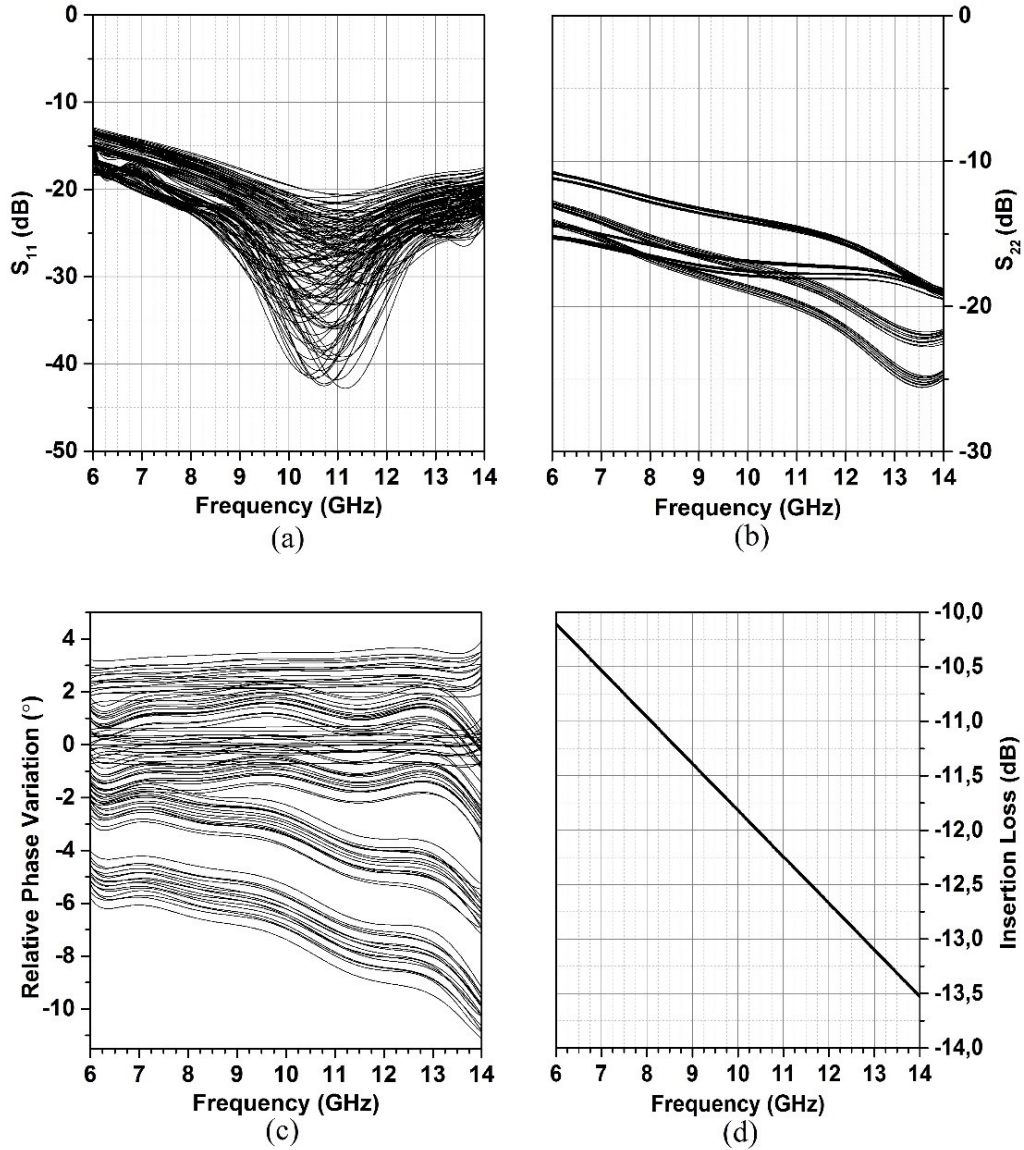 0
-10
-20
-30
-40
-50
S11 (dB)
6 7 8 9 10 11 12 13 14
Frequency (GHz)
(a)
0
-10
-20
-30
S22 (dB)
6 7 8 9 10 11 12 13 14
Frequency (GHz)
(b)
4
2
0
-2
-4
-6
-8
-10
Relative Phase Variation (°)
6 7 8 9 10 11 12 13 14
Frequency (GHz)
(c)
-10,0
-10,5
-11,0
-11,5
-12,0
-12,5
-13,0
-13,5
-14,0
Insertion Loss (dB)
6 7 8 9 10 11 12 13 14
Frequency (GHz)
(d)